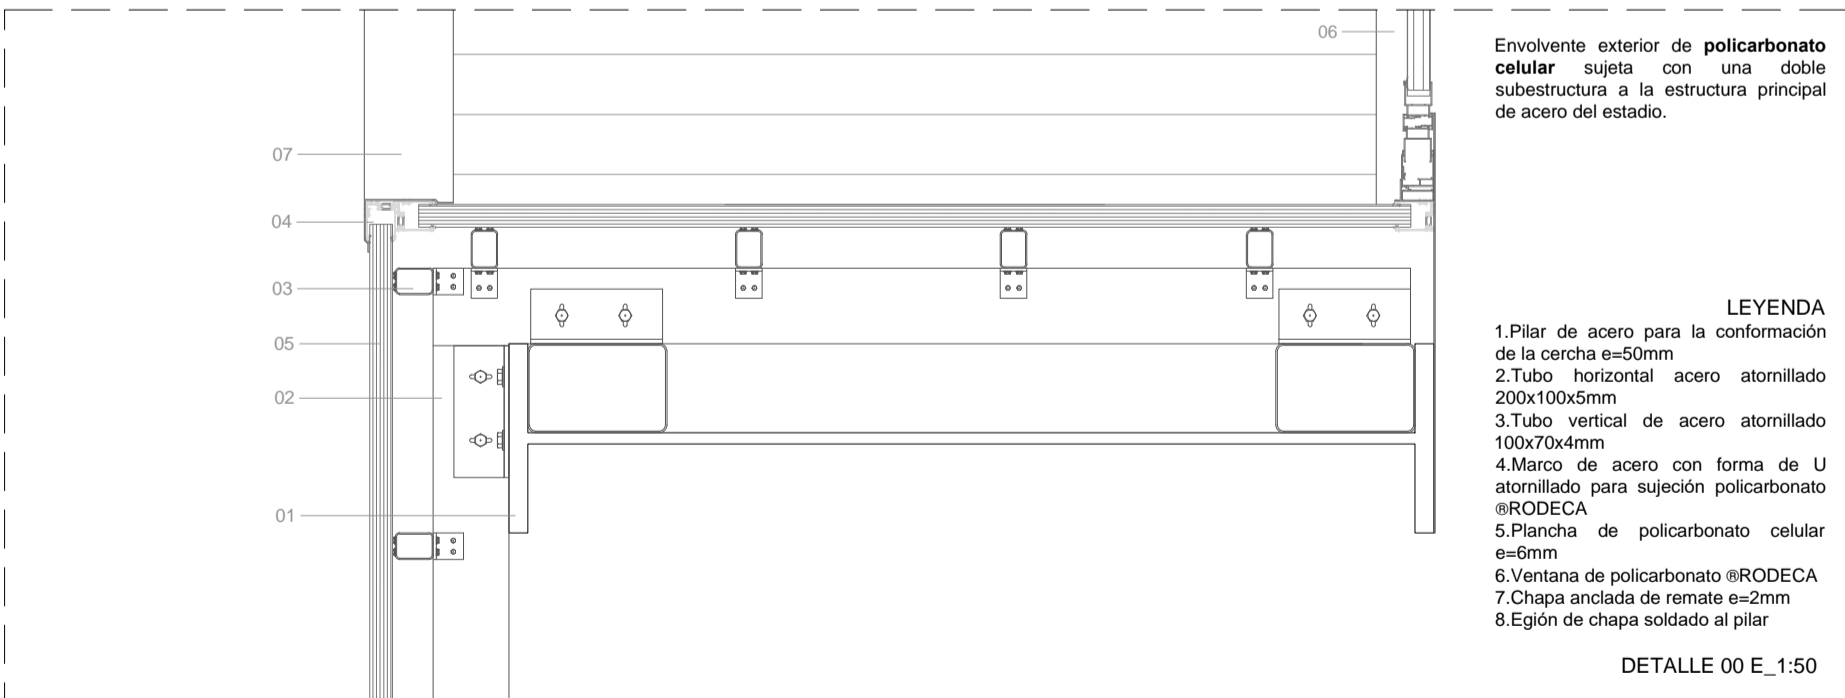 06
07
04
03
05
02
01
Envolvente exterior de policarbonato
celular sujeta con una doble
subestructura a la estructura principal
de acero del estadio.
LEYENDA
1.Pilar de acero para la conformación
de la cercha e=50mm
2.Tubo horizontal acero atornillado
200x100x5mm
3.Tubo vertical de acero atornillado
100x70x4mm
4.Marco de acero con forma de U
atornillado para sujeción policarbonato
®RODECA
5.Plancha de policarbonato celular
e=6mm
6.Ventana de policarbonato ®RODECA
7.Chapa anclada de remate e=2mm
8.Egión de chapa soldado al pilar
DETALLE 00 E_1:50